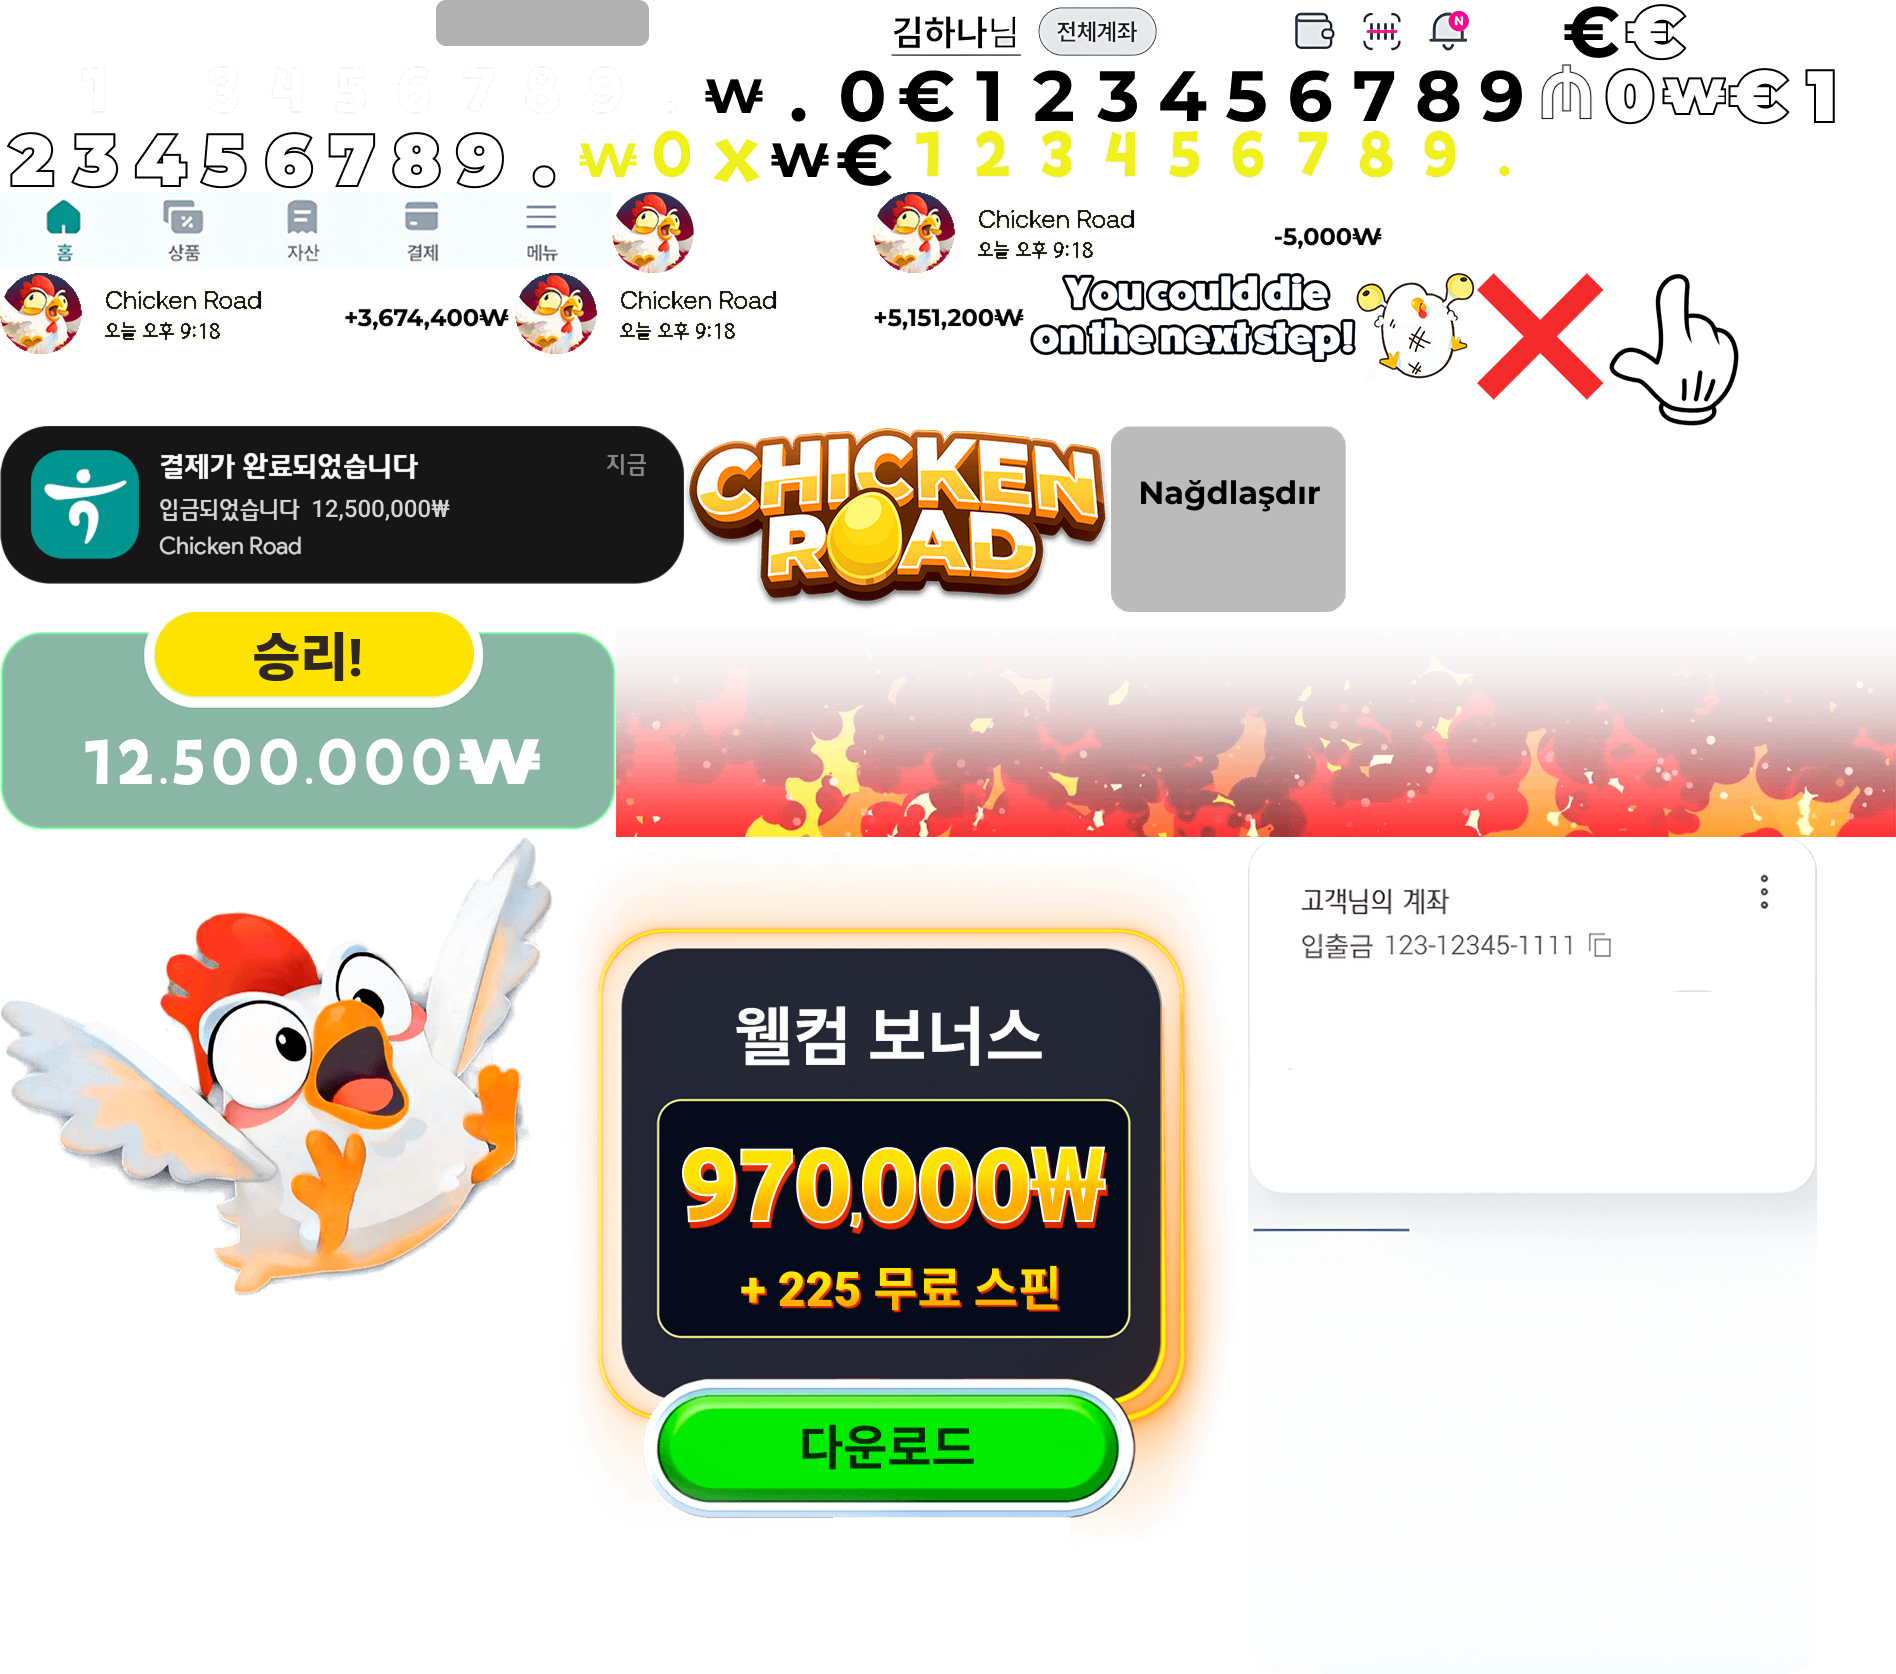 김하나님 전체계좌
N
€€
1 3 4 5 6 7 8 9 .
₩ . 0 € 1 2 3 4 5 6 7 8 9 ₼ 0 ₩ € 1
2 3 4 5 6 7 8 9 . ₩ 0 x ₩ € 1 2 3 4 5 6 7 8 9 .
홈 상품 자산 결제 메뉴
Chicken Road
오늘 오후 9:18
-5,000₩
Chicken Road
오늘 오후 9:18
+3,674,400₩
Chicken Road
오늘 오후 9:18
+5,151,200₩
You could die
on the next step!
결제가 완료되었습니다 지금
입금되었습니다 12,500,000₩
Chicken Road
CHICKEN
ROAD
Nağdlaşdır
승리!
12.500.000₩
고객님의 계좌
입출금 123-12345-1111
웰컴 보너스
970,000₩
+ 225 무료 스핀
다운로드